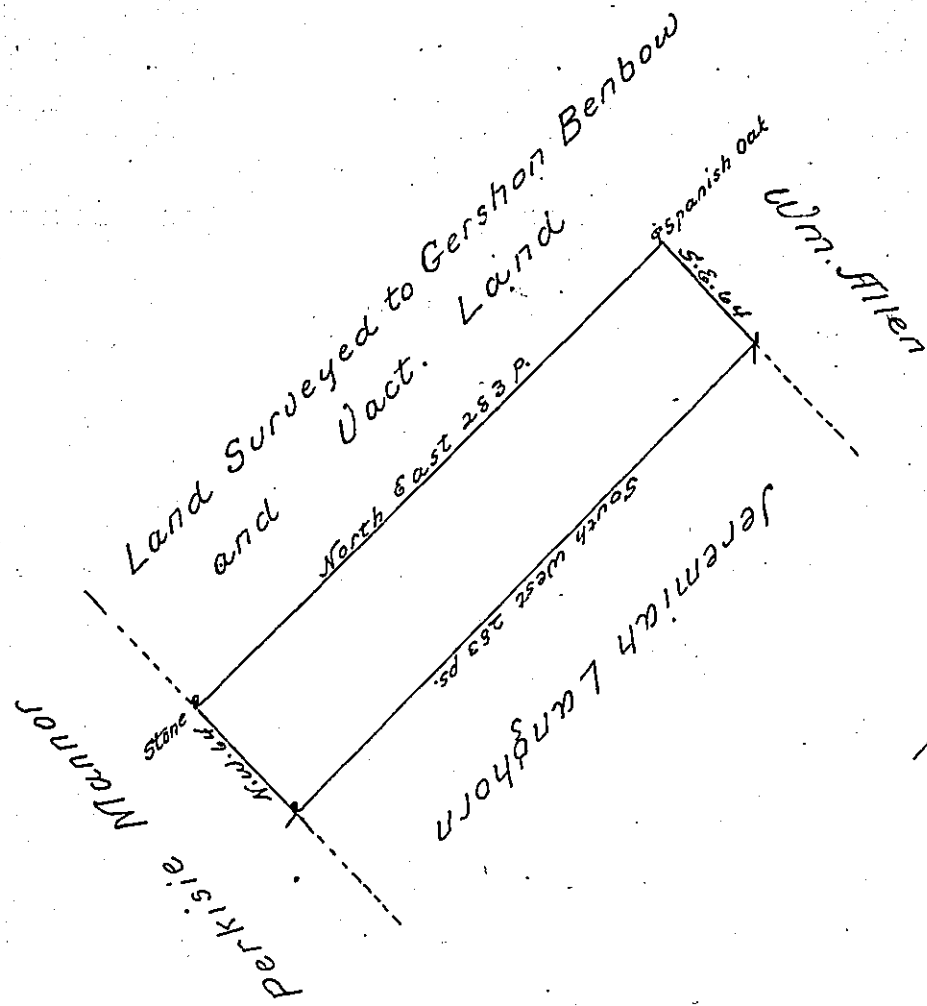 Land Surveyed to Gershon Benbow
and Vact. Land
Spanish Oak
Wm. Allen
North East 283 P.
S.E. 64
South West 283 ps.
Jeremiah Langhorn
Stone
N.W. 64
Perkisie Mannor